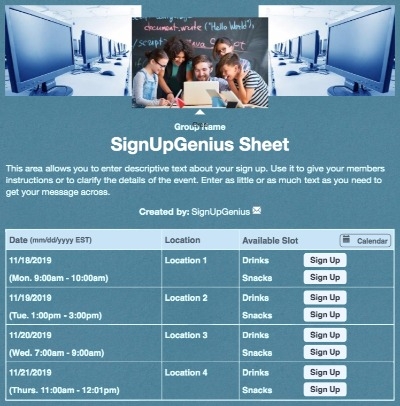 document.write ("Hello World");
Group Name
SignUpGenius Sheet
This area allows you to enter descriptive text about your sign up. Use it to give your members
instructions or to clarify the details of the event. Enter as little or as much text as you need to
get your message across.
Created by: SignUpGenius
Date (mm/dd/yyyy EST) Location Available Slot Calendar
11/18/2019 Location 1 Drinks Sign Up
(Mon. 9:00am - 10:00am) Snacks Sign Up
11/19/2019 Location 2 Drinks Sign Up
(Tue. 1:00pm - 3:00pm) Snacks Sign Up
11/20/2019 Location 3 Drinks Sign Up
(Wed. 7:00am - 9:00am) Snacks Sign Up
11/21/2019 Location 4 Drinks Sign Up
(Thurs. 11:00am - 12:01pm) Snacks Sign Up